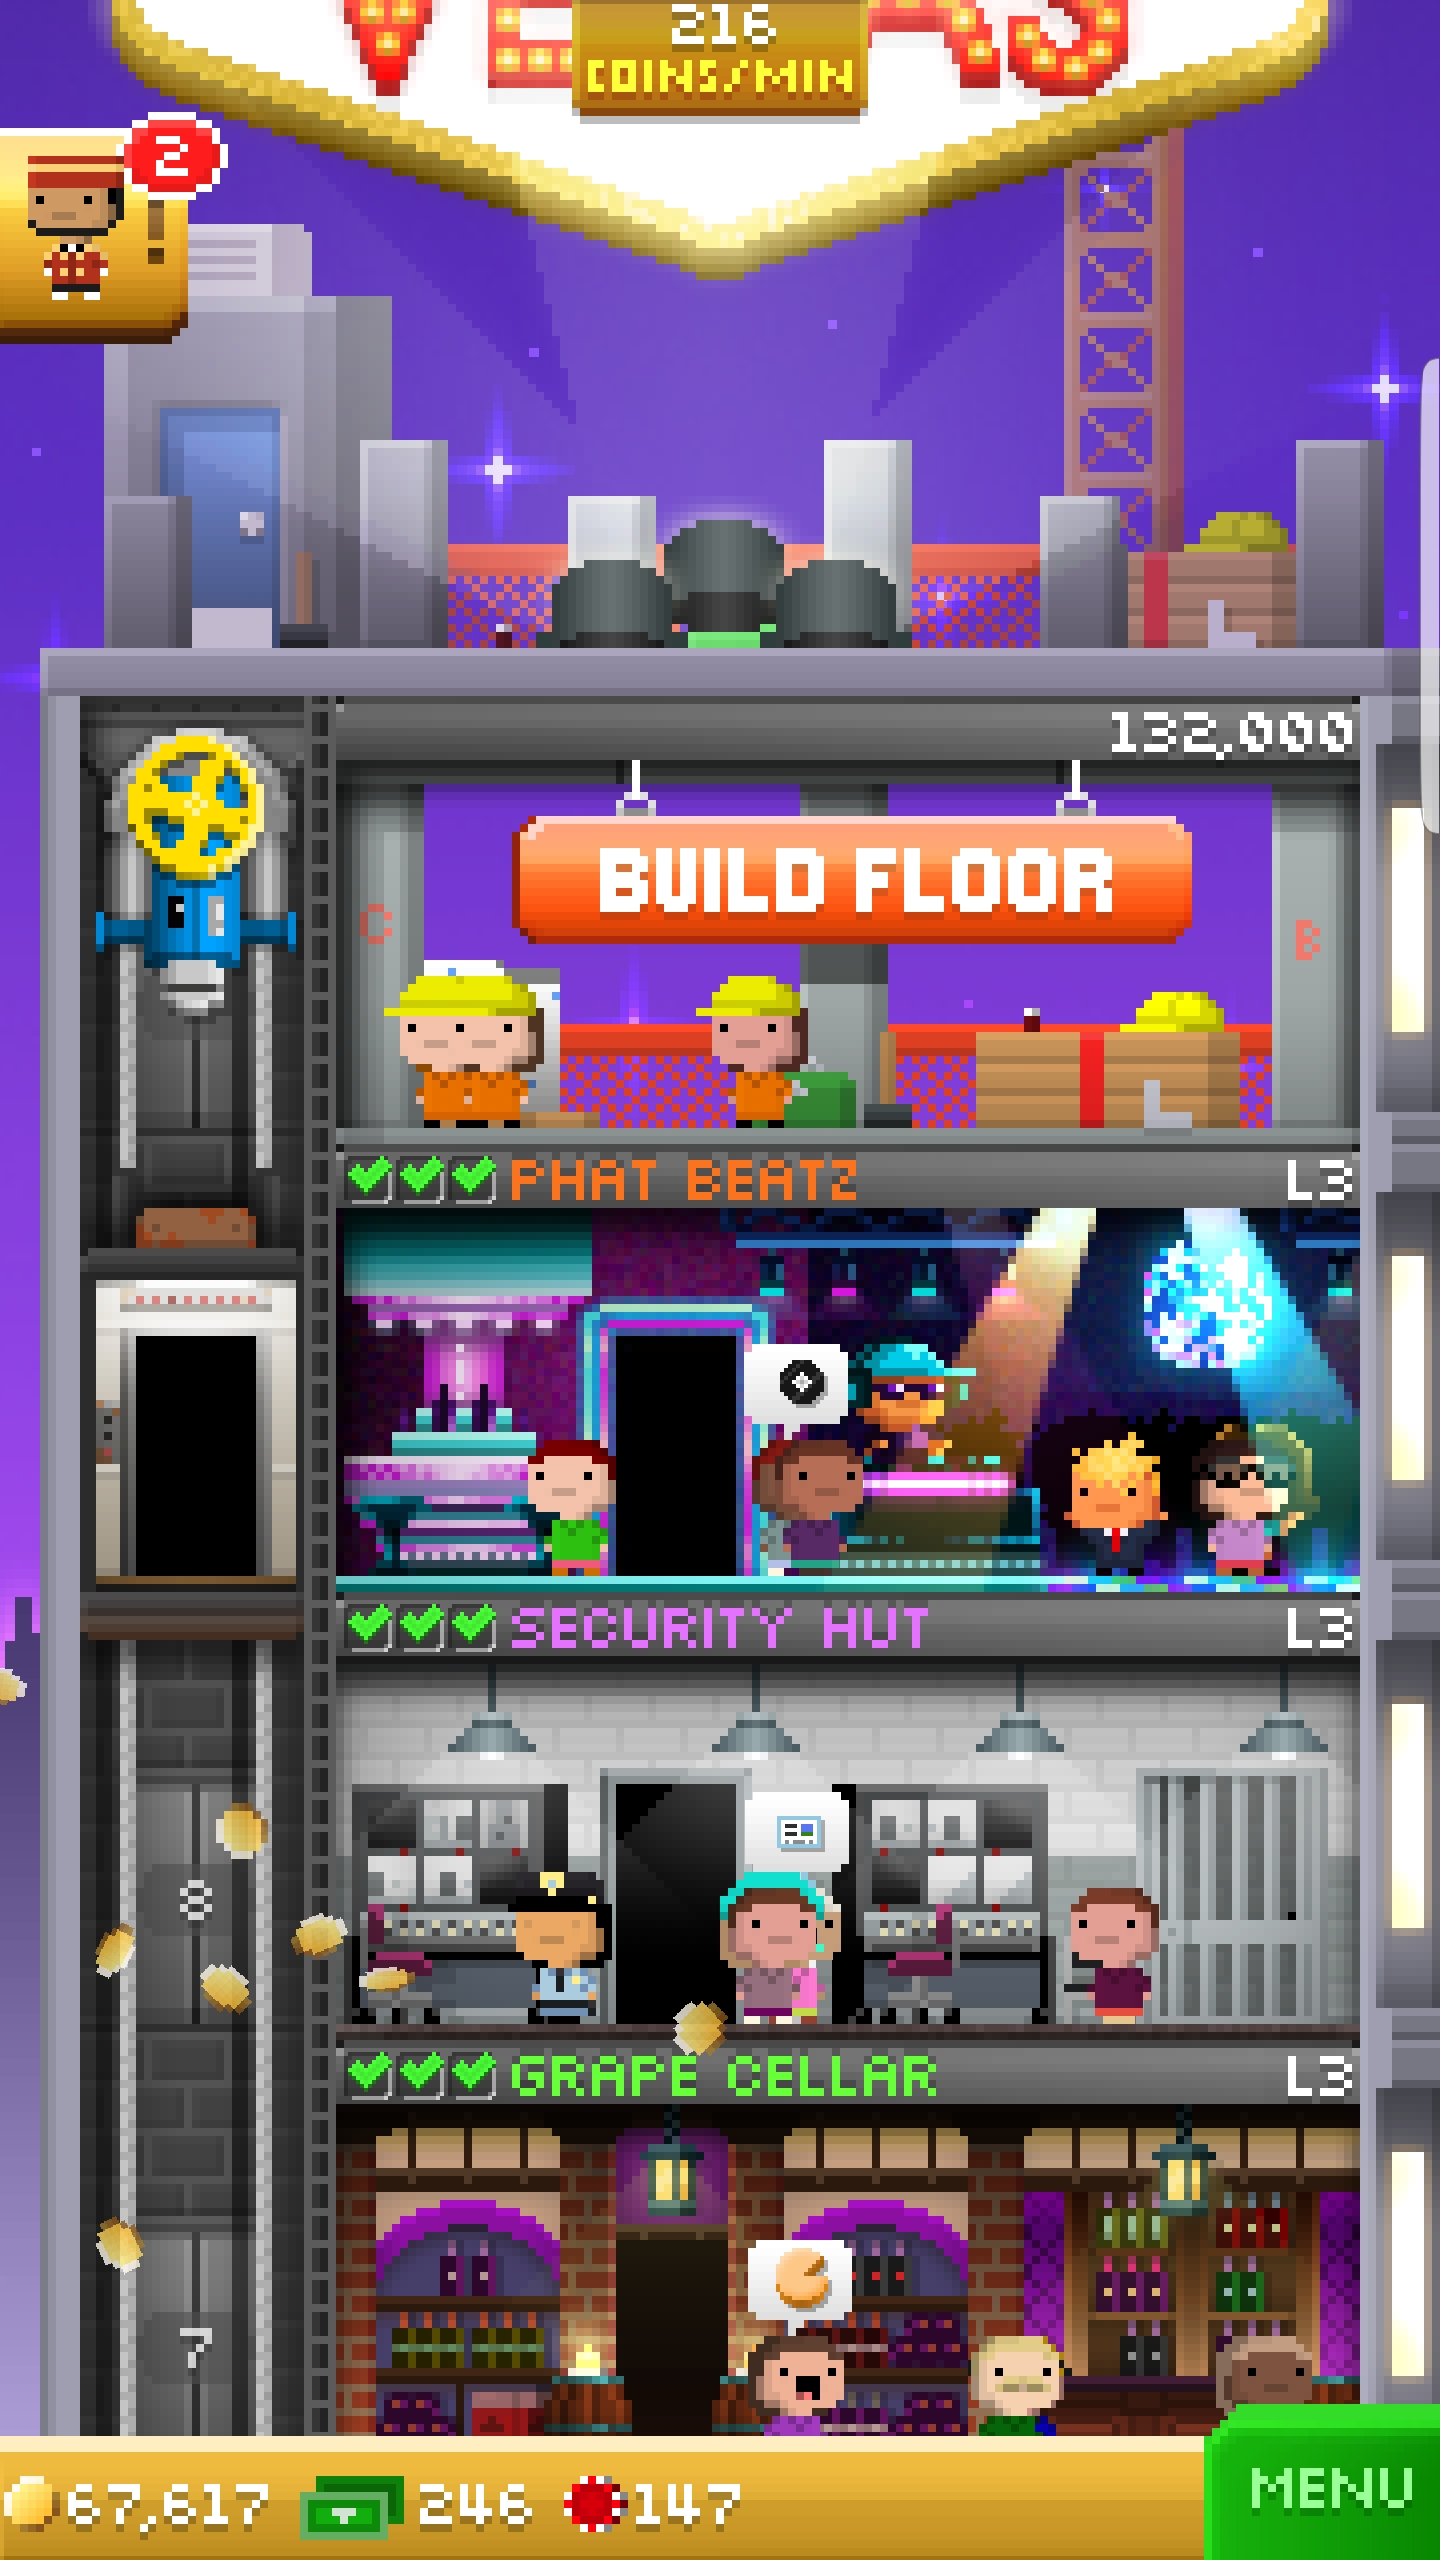 216
COINS/MIN
2
132,000
BUILD FLOOR
C
B
PHAT BEATZ L3
SECURITY HUT L3
8
GRAPE CELLAR L3
7
67,617 246 147
MENU